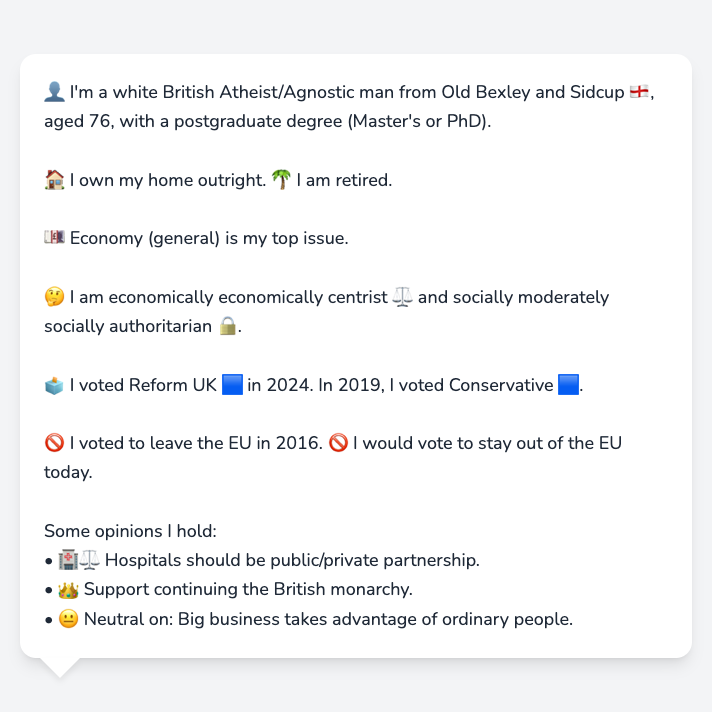 👤 I'm a white British Atheist/Agnostic man from Old Bexley and Sidcup 🏴󠁧󠁢󠁥󠁮󠁧󠁿,
aged 76, with a postgraduate degree (Master's or PhD).
🏠 I own my home outright. 🌴 I am retired.
💷 Economy (general) is my top issue.
🤔 I am economically economically centrist ⚖️ and socially moderately
socially authoritarian 🔒.
🗳️ I voted Reform UK 🟦 in 2024. In 2019, I voted Conservative 🟦.
🚫 I voted to leave the EU in 2016. 🚫 I would vote to stay out of the EU
today.
Some opinions I hold:
• 🏥⚖️ Hospitals should be public/private partnership.
• 👑 Support continuing the British monarchy.
• 😐 Neutral on: Big business takes advantage of ordinary people.